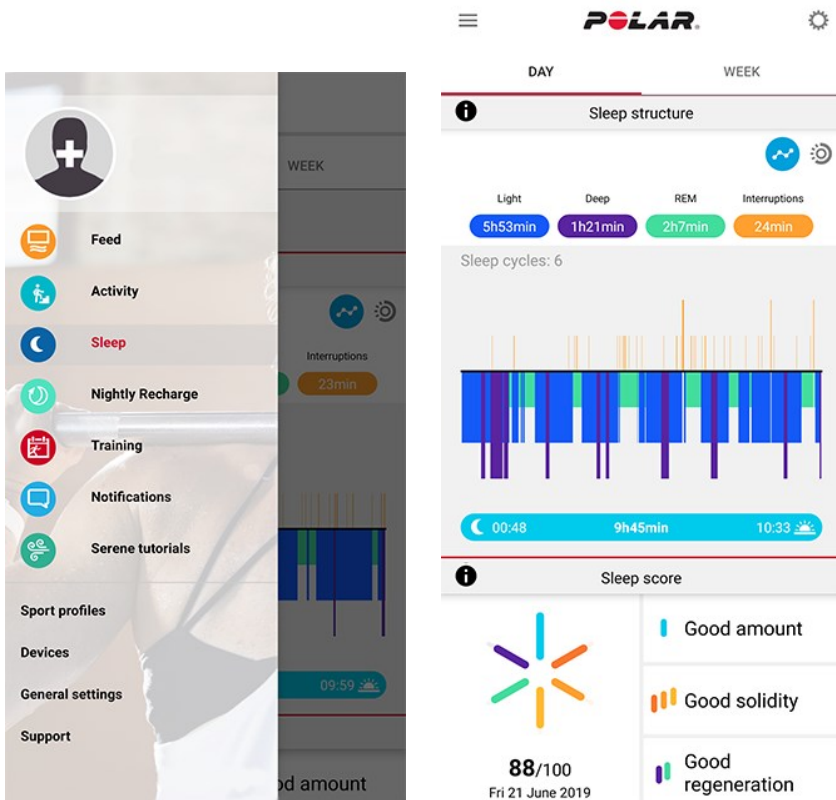 WEEK
Feed
Activity
Sleep
Interruptions
Nightly Recharge
23min
Training
Notifications
Serene tutorials
Sport profiles
Devices
09:59
General settings
Support
od amount
POLAR.
DAY WEEK
Sleep structure
Light Deep REM Interruptions
5h53min 1h21min 2h7min 24min
Sleep cycles: 6
00:48 9h45min 10:33
Sleep score
Good amount
Good solidity
88/100
Fri 21 June 2019
Good
regeneration